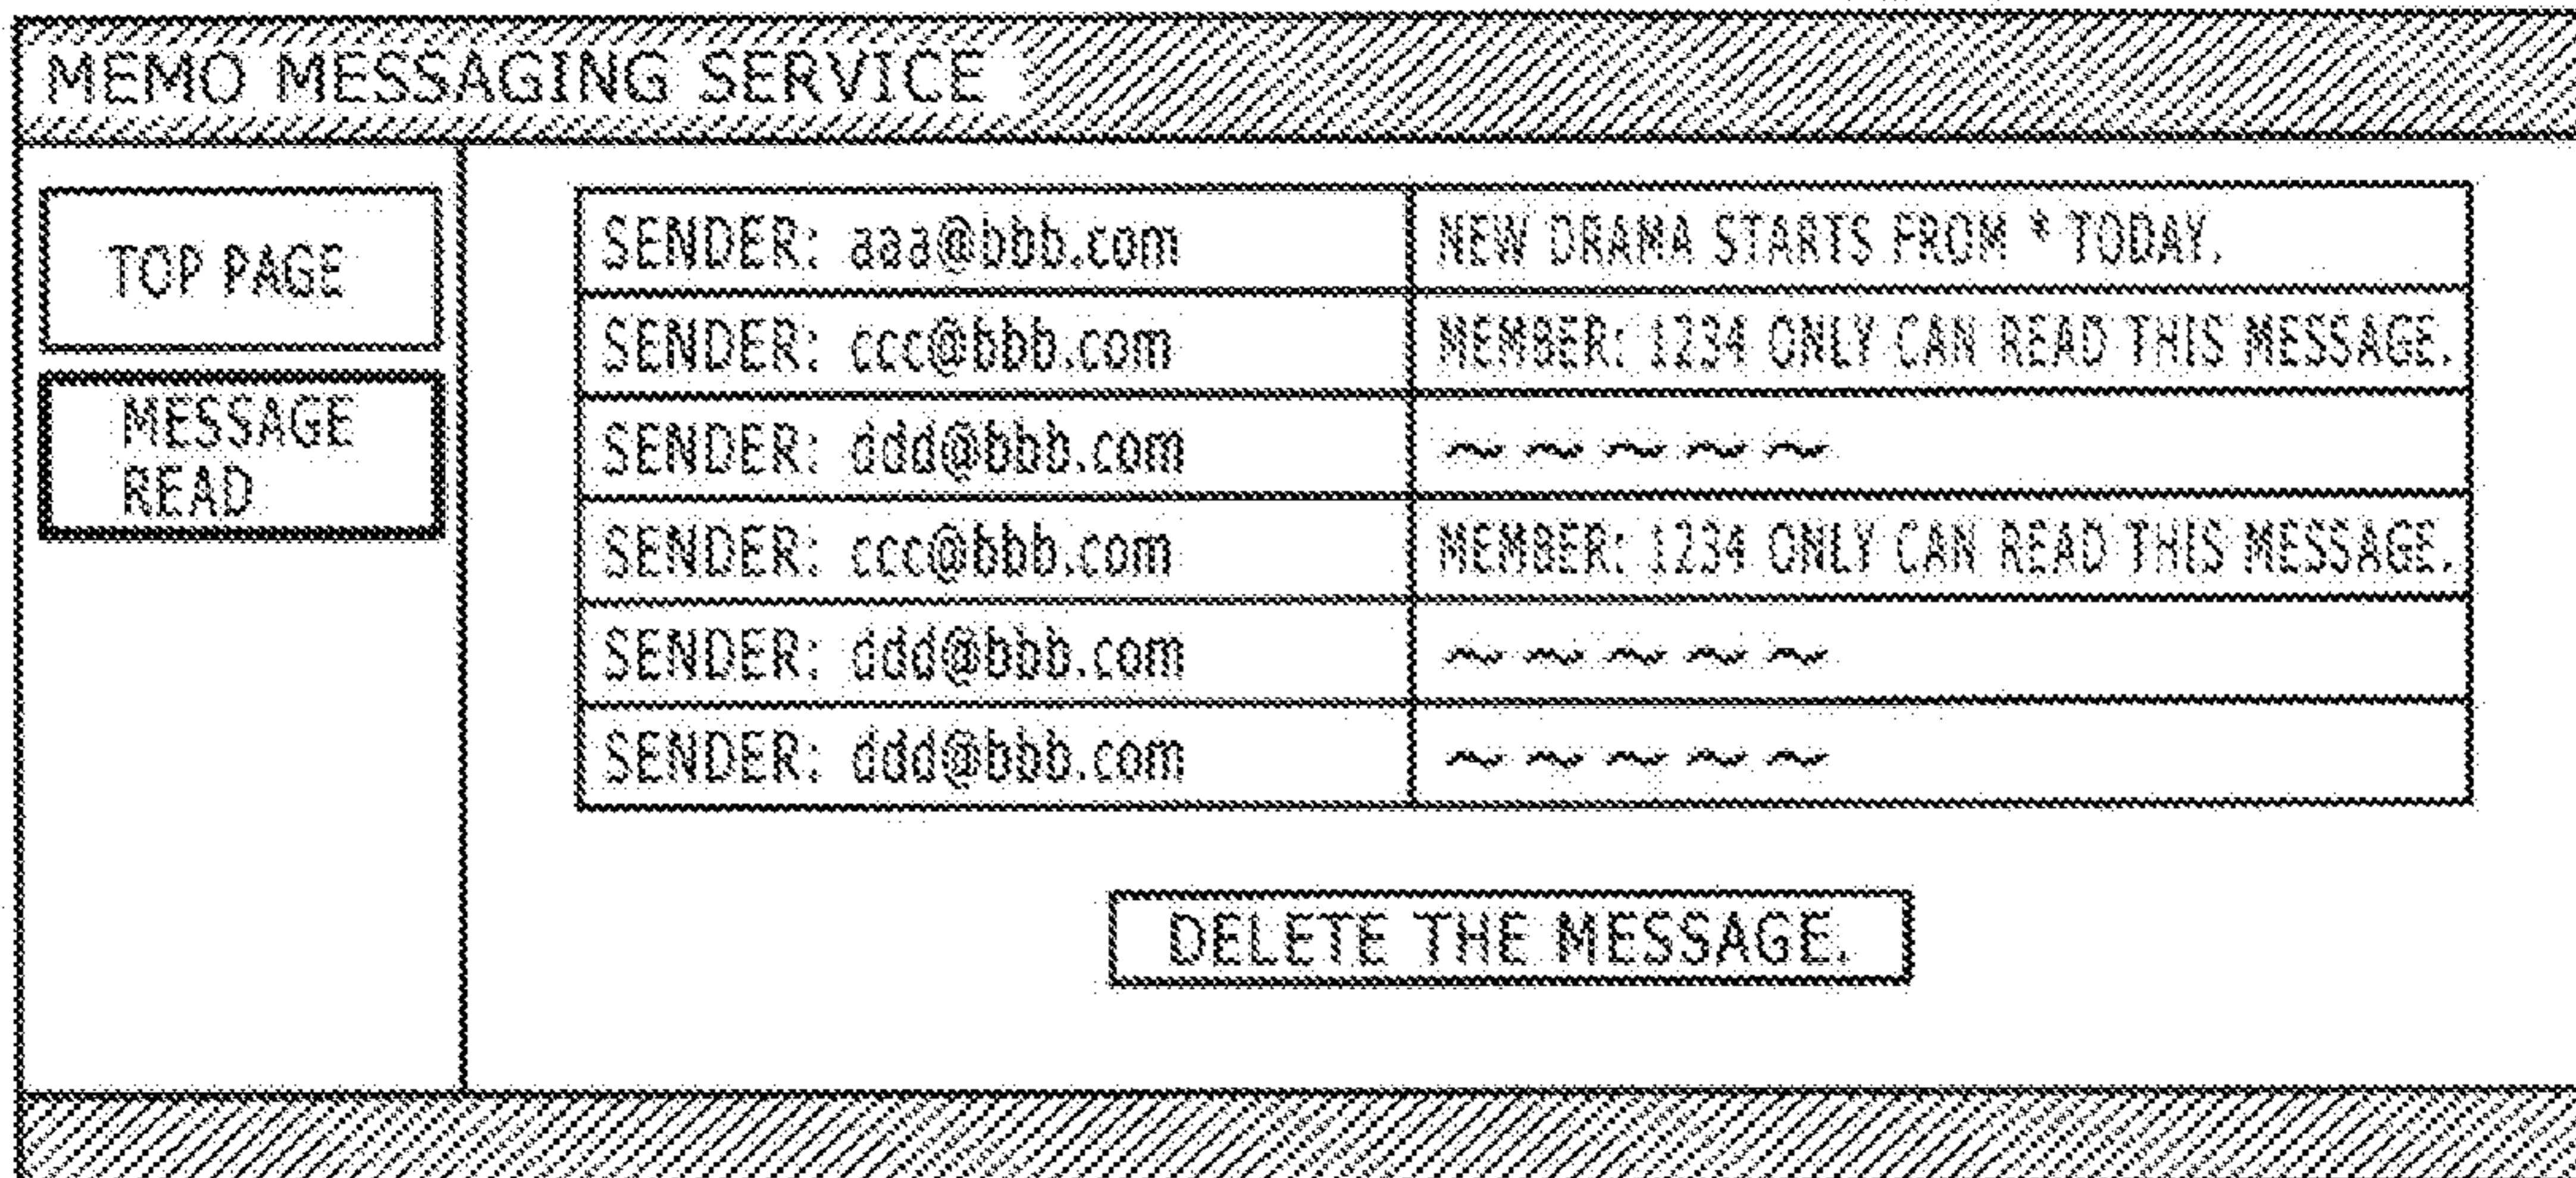 MEMO MESSAGING SERVICE
TOP PAGE
MESSAGE
READ
SENDER: aaa@bbb.com NEW DRAMA STARTS FROM * TODAY.
SENDER: ccc@bbb.com MEMBER: 1234 ONLY CAN READ THIS MESSAGE.
SENDER: ddd@bbb.com ~~~~~
SENDER: ccc@bbb.com MEMBER: 1234 ONLY CAN READ THIS MESSAGE.
SENDER: ddd@bbb.com ~~~~~
SENDER: ddd@bbb.com ~~~~~
DELETE THE MESSAGE.